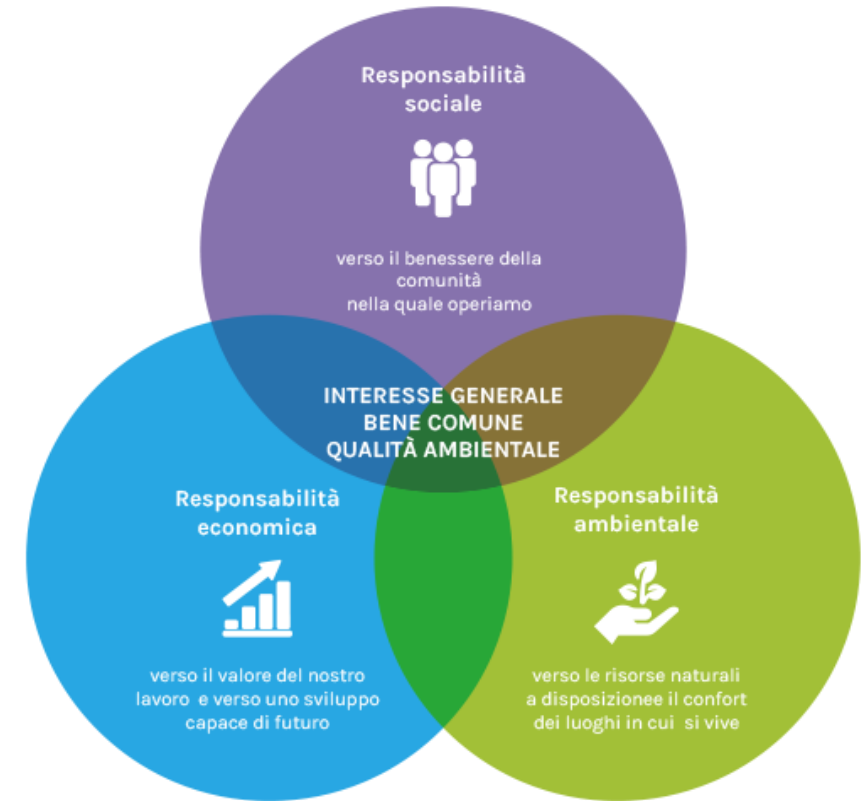 Responsabilità
sociale
verso il benessere della
comunità
nella quale operiamo
INTERESSE GENERALE
BENE COMUNE
QUALITÀ AMBIENTALE
Responsabilità
economica
verso il valore del nostro
lavoro e verso uno sviluppo
capace di futuro
Responsabilità
ambientale
verso le risorse naturali
a disposizionee il confort
dei luoghi in cui si vive